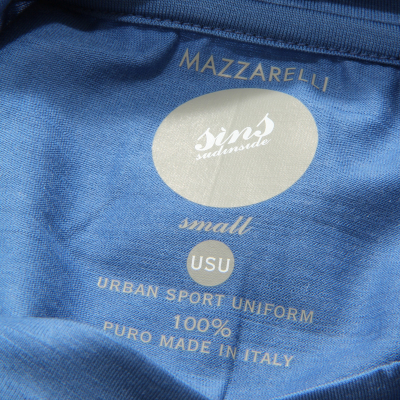 MAZZARELLI
sins
sudinside
small
USU
URBAN SPORT UNIFORM
100%
PURO MADE IN ITALY